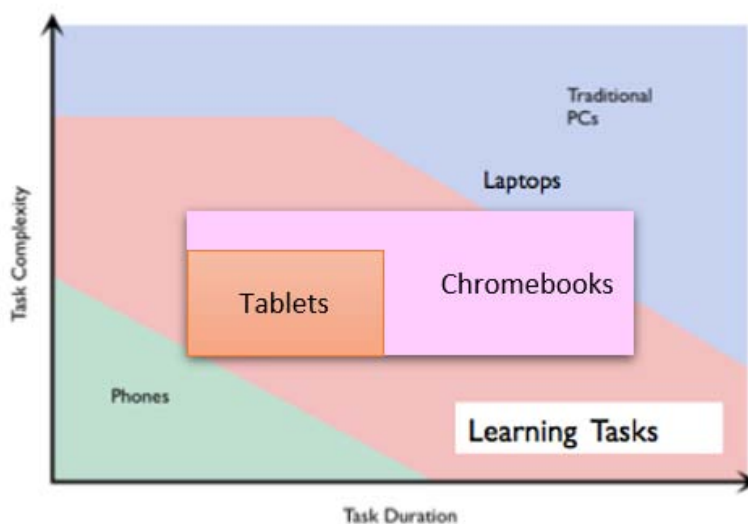 Traditional
PCs
Laptops
Chromebooks
Tablets
Phones
Learning Tasks
Task Complexity
Task Duration